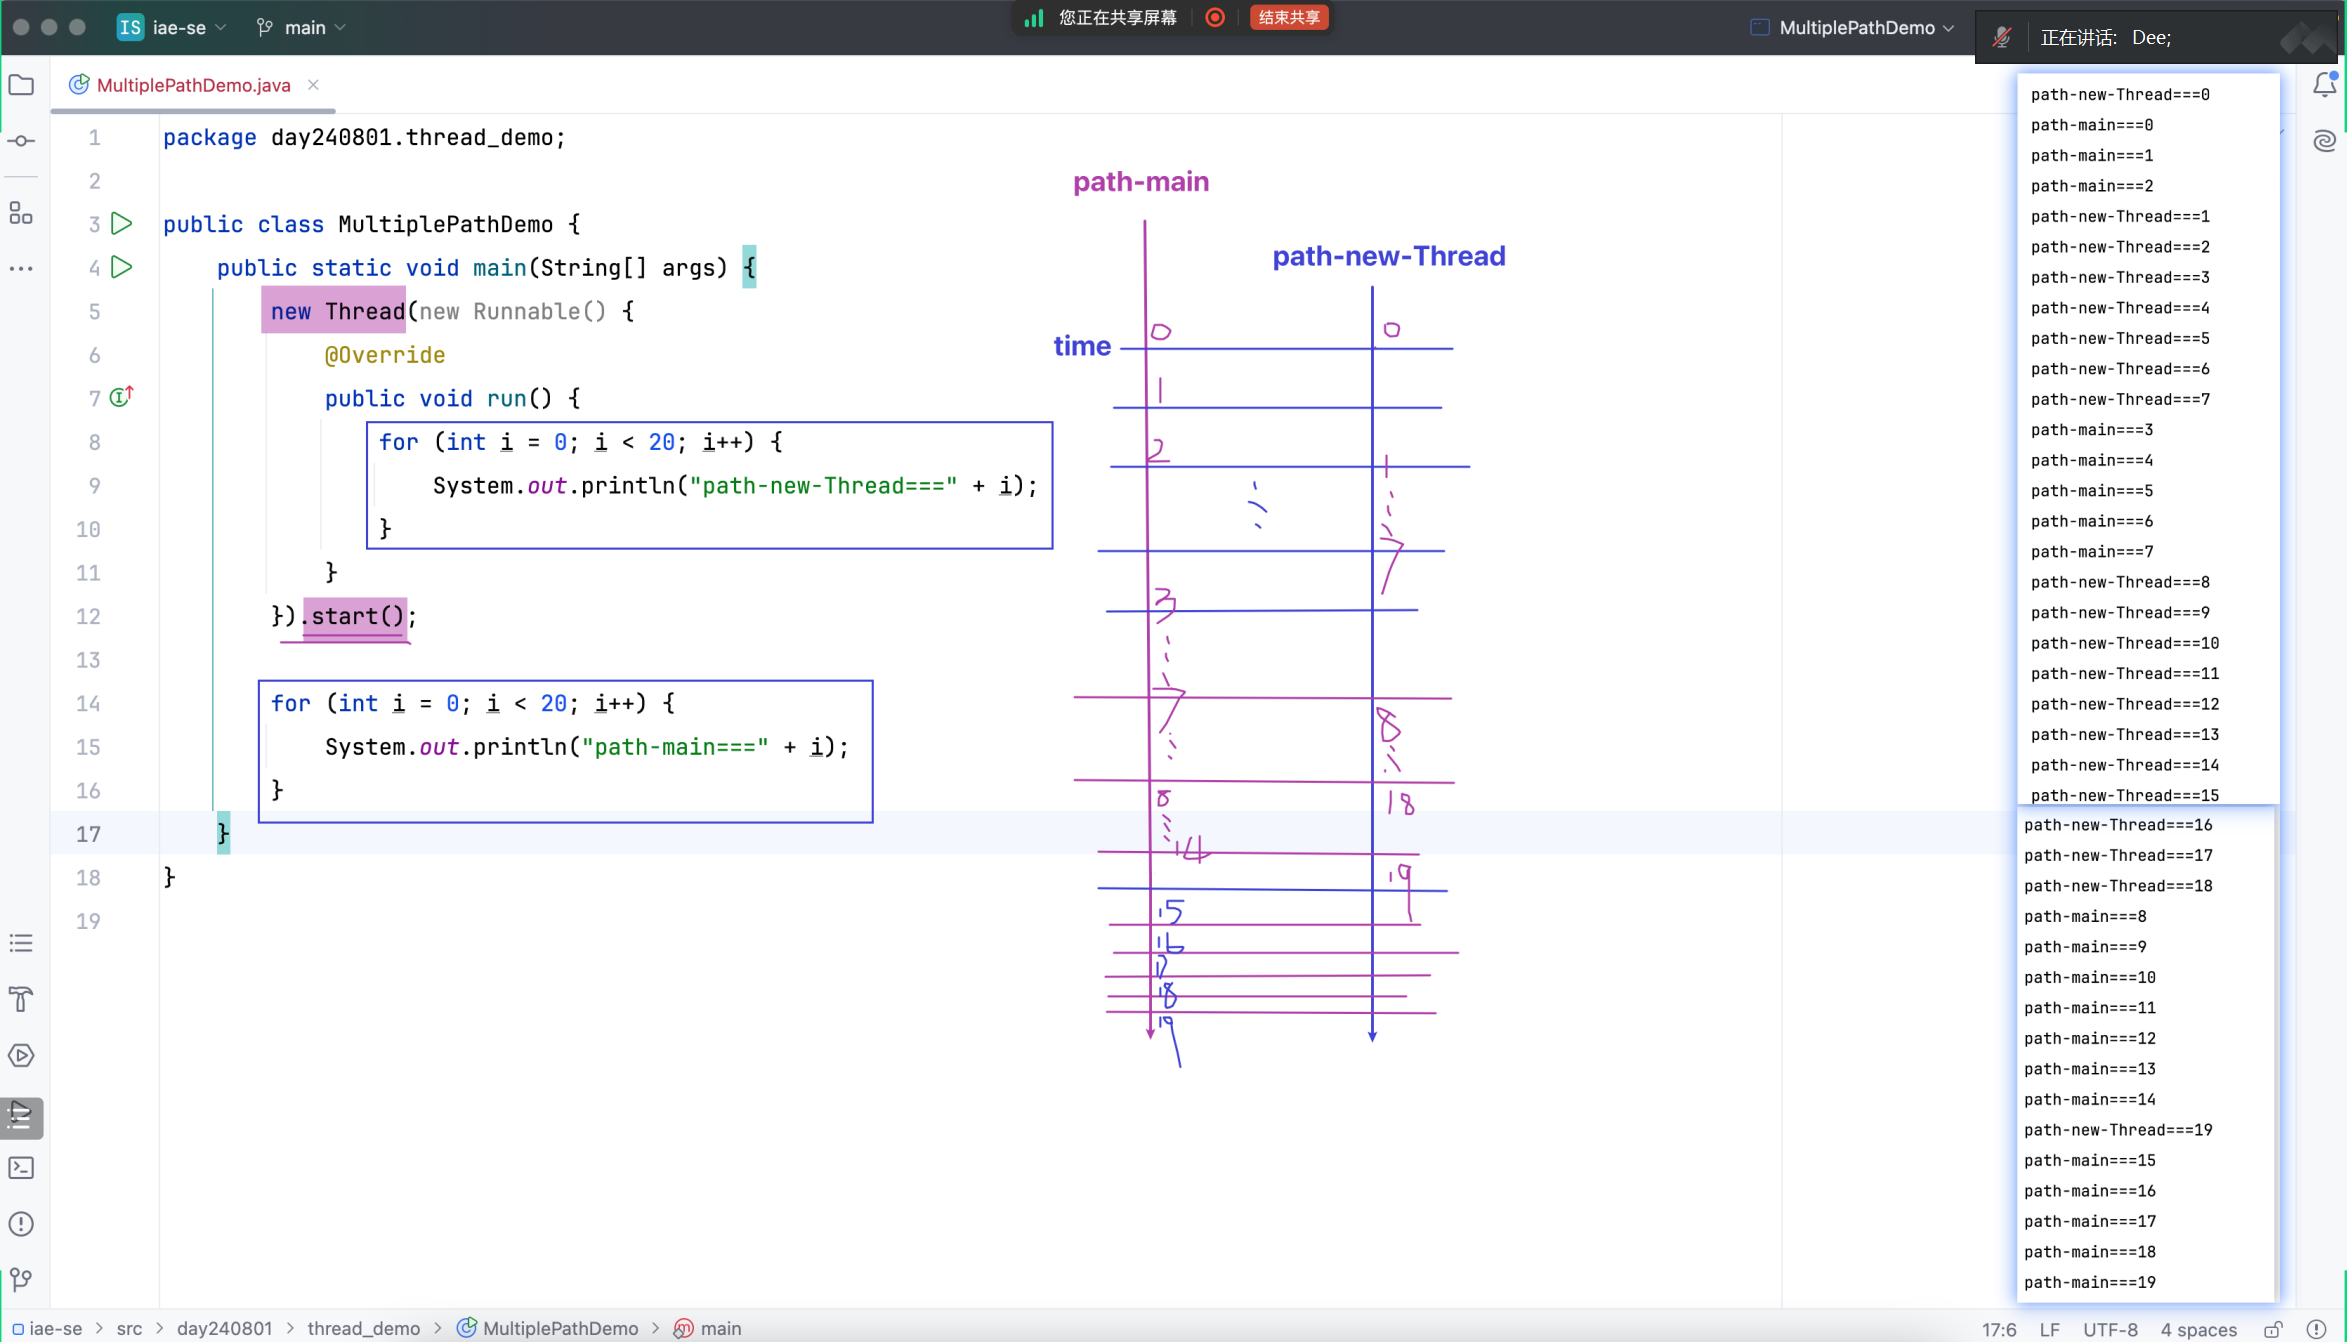 IS iae-se main 您正在共享屏幕 结束共享 MultiplePathDemo 正在讲话: Dee;
MultiplePathDemo.java
1 package day240801.thread_demo;
2
3 public class MultiplePathDemo {
4 public static void main(String[] args) {
5 new Thread(new Runnable() {
6 @Override
7 public void run() {
8 for (int i = 0; i < 20; i++) {
9 System.out.println("path-new-Thread===" + i);
10 }
11 }
12 }).start();
13
14 for (int i = 0; i < 20; i++) {
15 System.out.println("path-main===" + i);
16 }
17 }
18 }
19
path-main
path-new-Thread
time
0 0
1
2
1
7
3
7
8
8 18
14
19
15
16
17
18
19
path-new-Thread===0
path-main===0
path-main===1
path-main===2
path-new-Thread===1
path-new-Thread===2
path-new-Thread===3
path-new-Thread===4
path-new-Thread===5
path-new-Thread===6
path-new-Thread===7
path-main===3
path-main===4
path-main===5
path-main===6
path-main===7
path-new-Thread===8
path-new-Thread===9
path-new-Thread===10
path-new-Thread===11
path-new-Thread===12
path-new-Thread===13
path-new-Thread===14
path-new-Thread===15
path-new-Thread===16
path-new-Thread===17
path-new-Thread===18
path-main===8
path-main===9
path-main===10
path-main===11
path-main===12
path-main===13
path-main===14
path-new-Thread===19
path-main===15
path-main===16
path-main===17
path-main===18
path-main===19
iae-se > src > day240801 > thread_demo > MultiplePathDemo > main 17:6 LF UTF-8 4 spaces